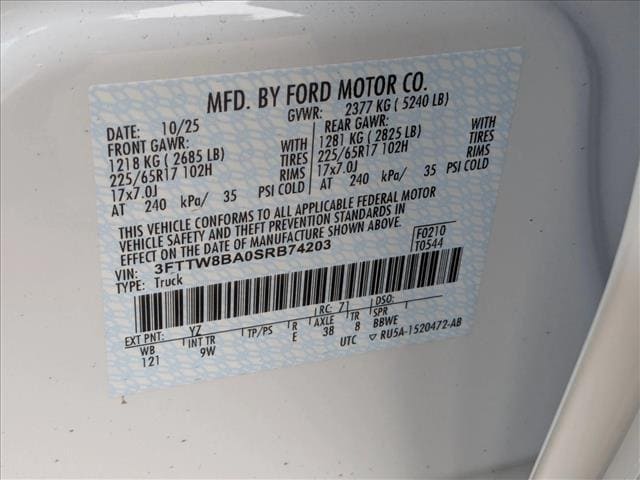 MFD. BY FORD MOTOR CO.
DATE: 10/25 GVWR: 2377 KG ( 5240 LB)
FRONT GAWR: REAR GAWR:
1218 KG ( 2685 LB) WITH 1281 KG ( 2825 LB) WITH
225/65R17 102H TIRES 225/65R17 102H TIRES
17x7.0J RIMS 17x7.0J RIMS
AT 240 kPa/ 35 PSI COLD AT 240 kPa/ 35 PSI COLD
THIS VEHICLE CONFORMS TO ALL APPLICABLE FEDERAL MOTOR
VEHICLE SAFETY AND THEFT PREVENTION STANDARDS IN
EFFECT ON THE DATE OF MANUFACTURE SHOWN ABOVE.
VIN: 3FTTW8BA0SRB74203 F0210
TYPE: Truck T0544
EXT PNT: YZ RC: 71 DSO:
WB INT TR TP/PS R AXLE TR SPR
121 9W E 38 8 BBWE
UTC ▽ RU5A-1520472-AB